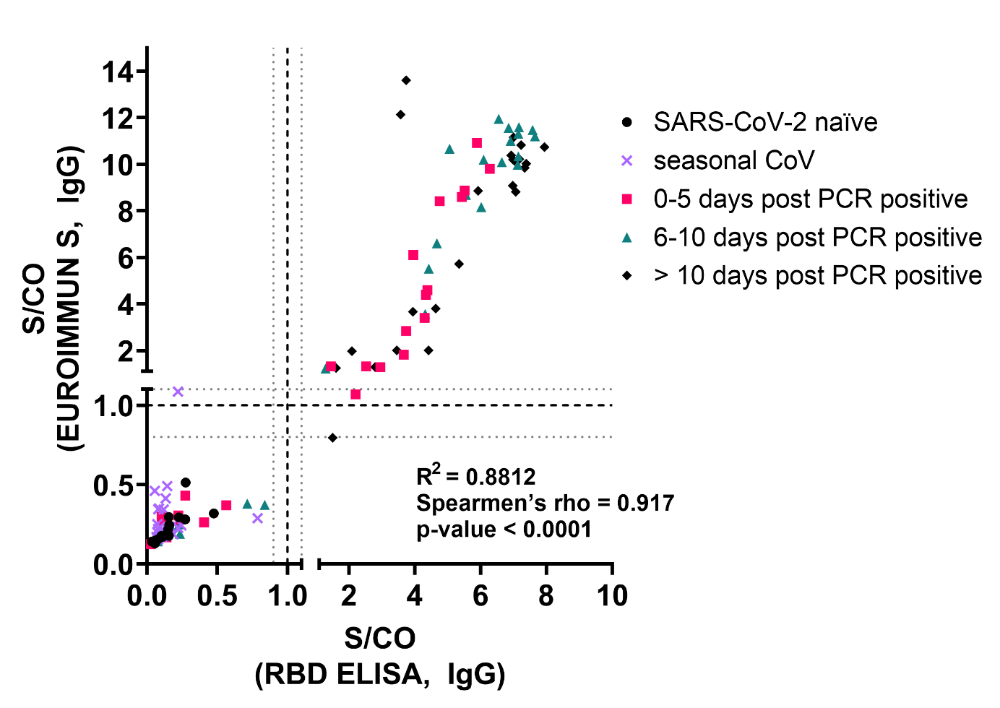 14
12
10
8
6
4
2
1.0
0.5
0.0
S/CO
(EUROIMMUN S, IgG)
0.0 0.5 1.0 2 4 6 8 10
S/CO
(RBD ELISA, IgG)
R² = 0.8812
Spearmen's rho = 0.917
p-value < 0.0001
SARS-CoV-2 naïve
seasonal CoV
0-5 days post PCR positive
6-10 days post PCR positive
> 10 days post PCR positive